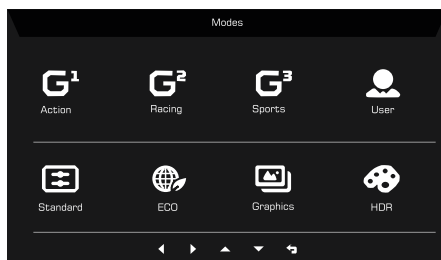 Modes
G¹ G² G³
Action Racing Sports User
Standard ECO Graphics HDR